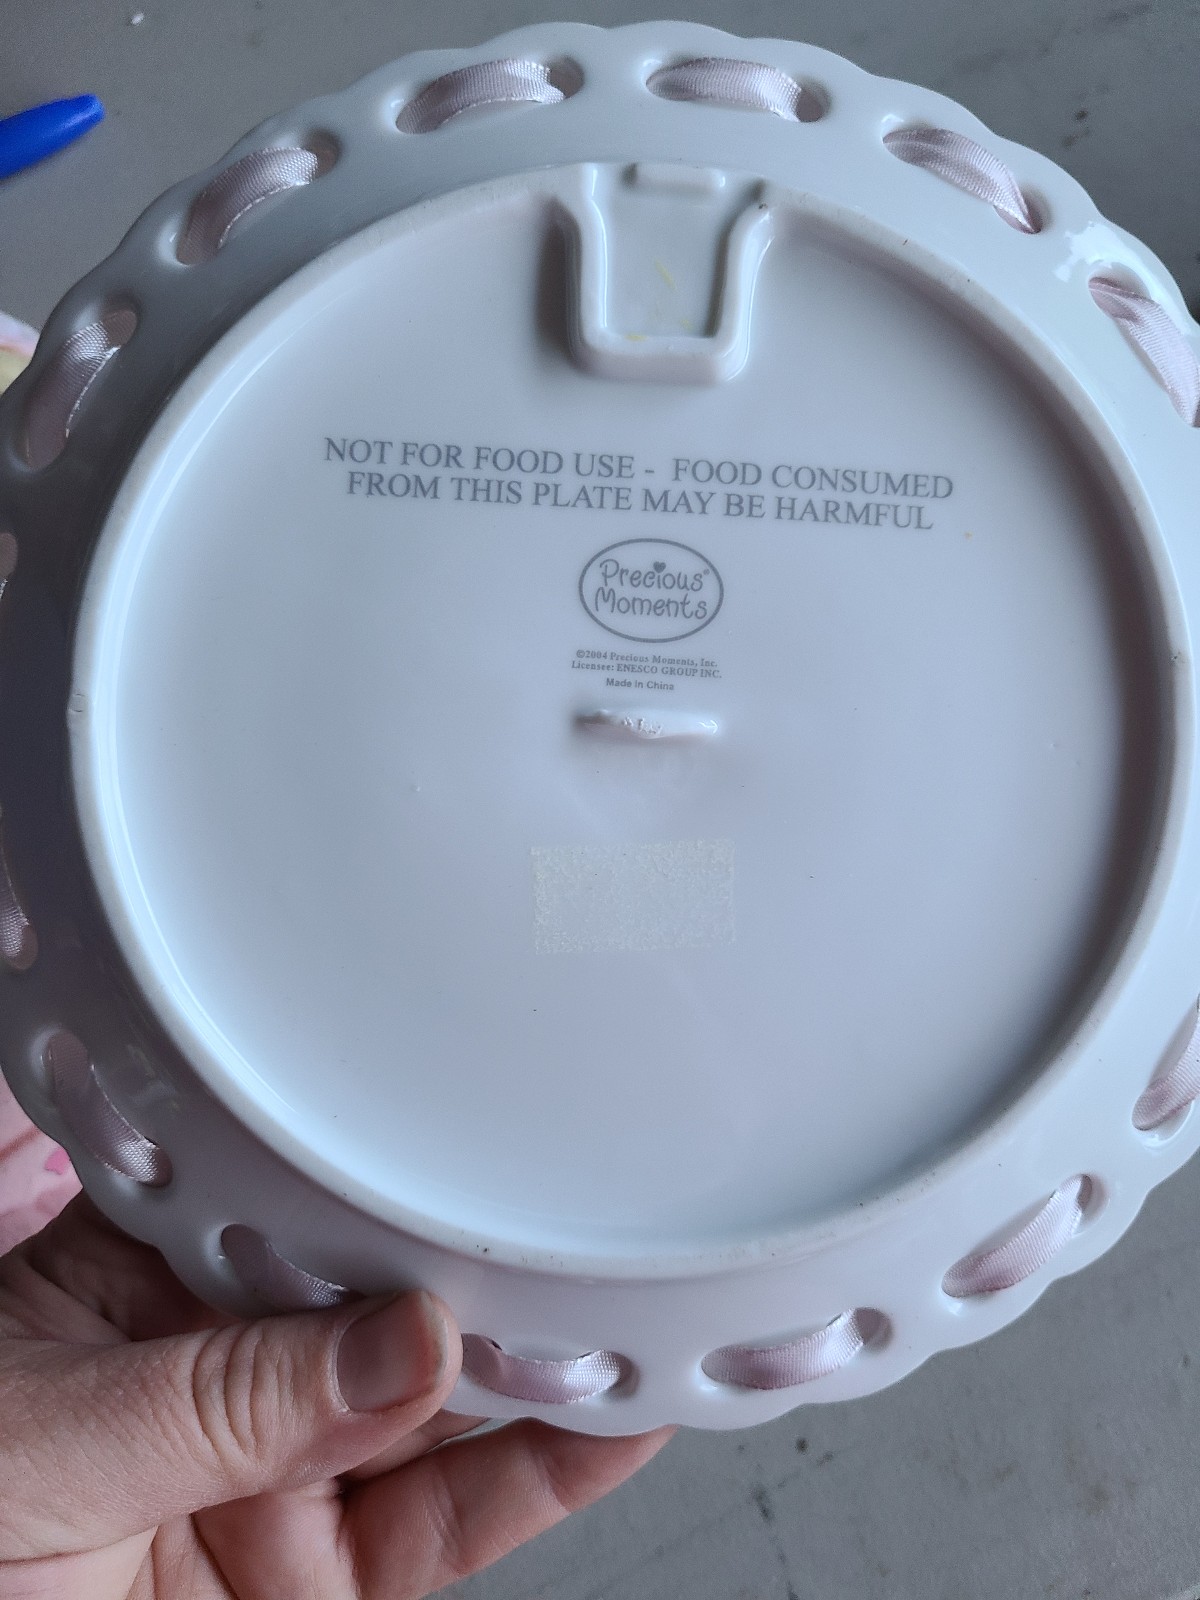 NOT FOR FOOD USE - FOOD CONSUMED
FROM THIS PLATE MAY BE HARMFUL
Precious®
Moments
©2004 Precious Moments, Inc.
Licensee: ENESCO GROUP INC.
Made in China